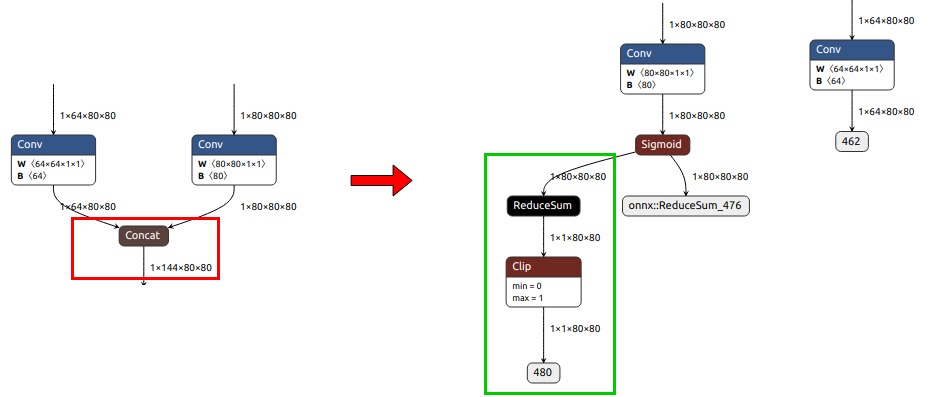 1×64×80×80
1×80×80×80
Conv
W 〈64×64×1×1〉
B 〈64〉
Conv
W 〈80×80×1×1〉
B 〈80〉
1×64×80×80
1×80×80×80
Concat
1×144×80×80
1×80×80×80
Conv
W 〈80×80×1×1〉
B 〈80〉
1×80×80×80
Sigmoid
1×80×80×80
1×80×80×80
ReduceSum
onnx::ReduceSum_476
1×1×80×80
Clip
min = 0
max = 1
1×1×80×80
480
1×64×80×80
Conv
W 〈64×64×1×1〉
B 〈64〉
1×64×80×80
462